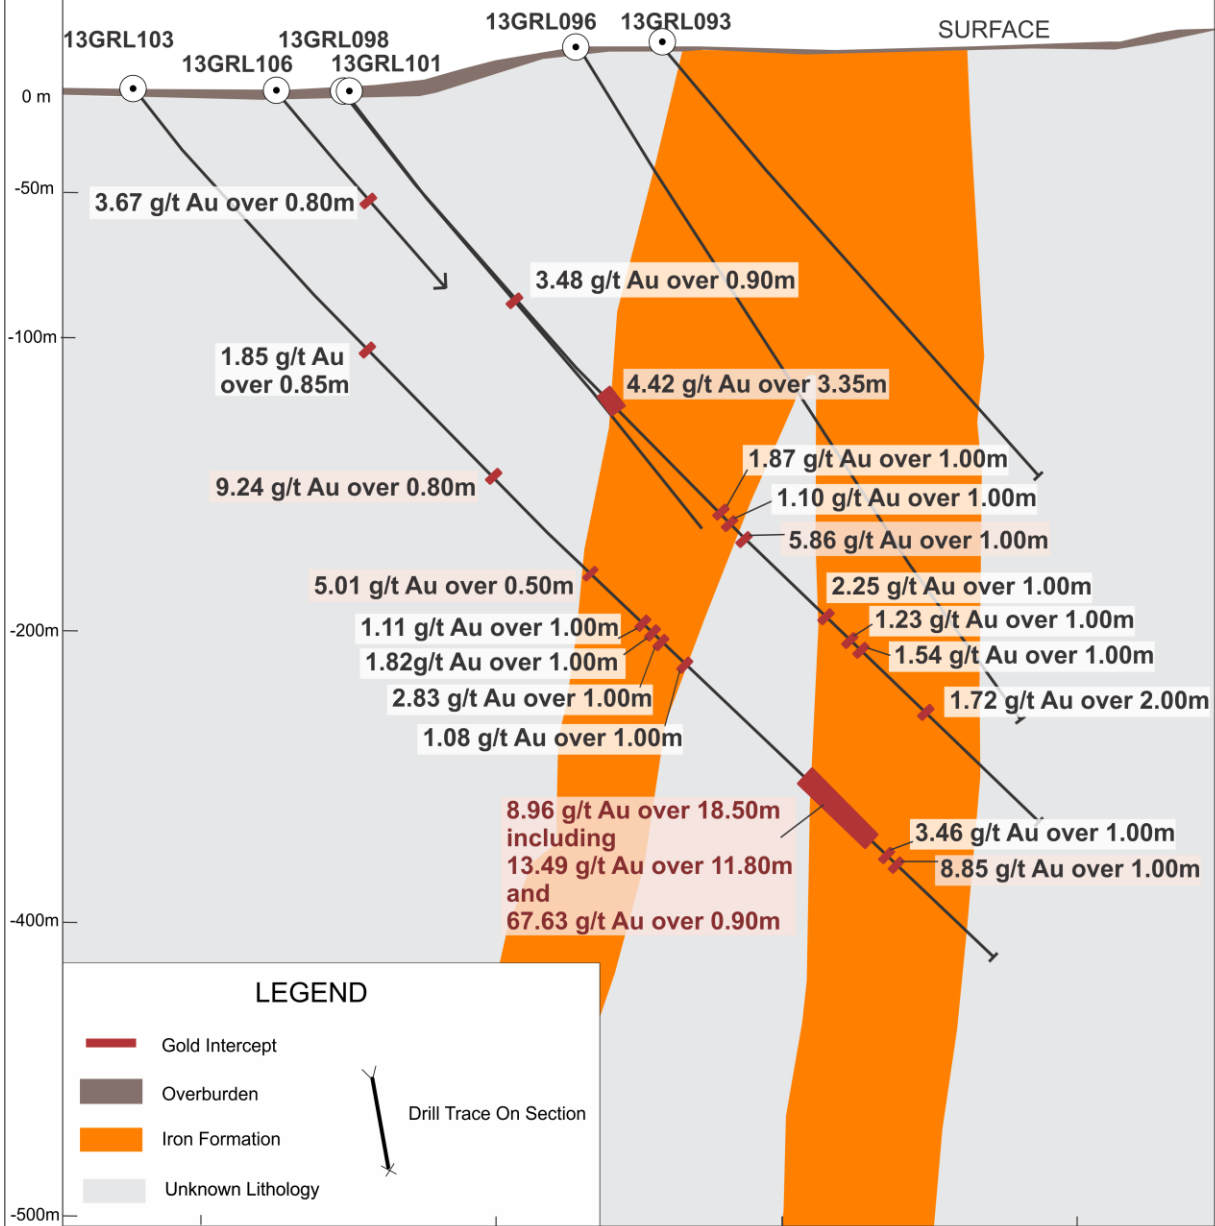 13GRL096
13GRL093
SURFACE
13GRL103
13GRL098
13GRL106
13GRL101
0 m
-50m
3.67 g/t Au over 0.80m
3.48 g/t Au over 0.90m
-100m
1.85 g/t Au
over 0.85m
4.42 g/t Au over 3.35m
1.87 g/t Au over 1.00m
9.24 g/t Au over 0.80m
1.10 g/t Au over 1.00m
5.86 g/t Au over 1.00m
5.01 g/t Au over 0.50m
2.25 g/t Au over 1.00m
-200m
1.11 g/t Au over 1.00m
1.23 g/t Au over 1.00m
1.82g/t Au over 1.00m
1.54 g/t Au over 1.00m
2.83 g/t Au over 1.00m
1.72 g/t Au over 2.00m
1.08 g/t Au over 1.00m
8.96 g/t Au over 18.50m
including
13.49 g/t Au over 11.80m
and
67.63 g/t Au over 0.90m
3.46 g/t Au over 1.00m
8.85 g/t Au over 1.00m
-400m
LEGEND
Gold Intercept
Overburden
Drill Trace On Section
Iron Formation
Unknown Lithology
-500m